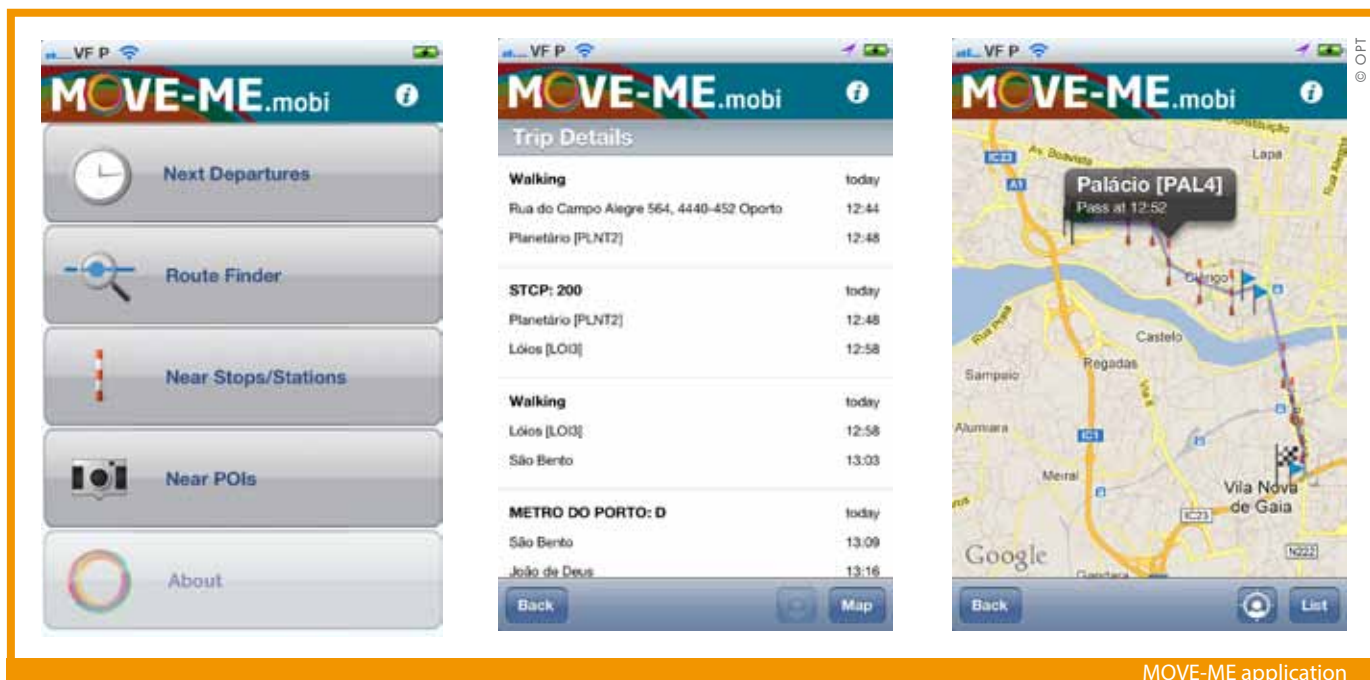 VF P
MOVE-ME.mobi
Next Departures
Route Finder
Near Stops/Stations
Near POIs
About
VF P
MOVE-ME.mobi
Trip Details
Walking today
Rua do Campo Alegre 564, 4440-452 Oporto 12:44
Planetário [PLNT2] 12:48
STCP: 200 today
Planetário [PLNT2] 12:48
Lóios [LOI3] 12:58
Walking today
Lóios [LOI3] 12:58
São Bento 13:03
METRO DO PORTO: D today
São Bento 13:09
João de Deus 13:16
Back Map
VF P
MOVE-ME.mobi
Lapa
IC23 Av. Boavista
A1
Palácio [PAL4]
Pass at 12:52
Castelo
Regadas
Via 8
Sampaio
Alumiara
IC1
Meiral
Vila Nova
de Gaia
IC23
N222
Google
Gandara
Back List
© OPT
MOVE-ME application